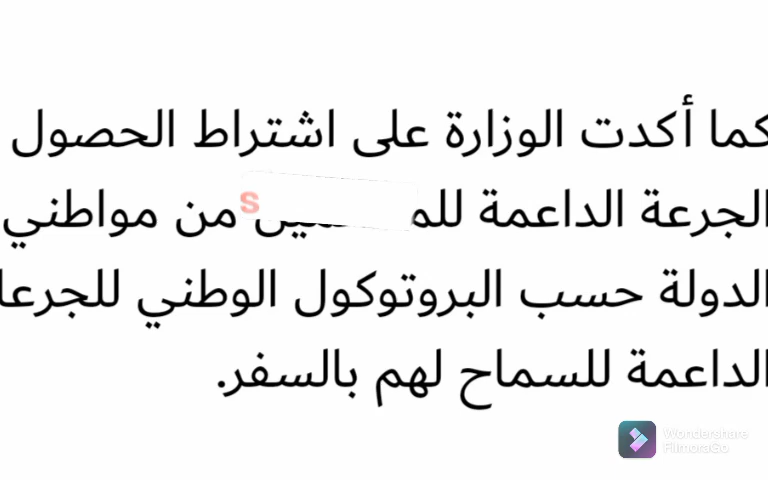 كما أكدت الوزارة على اشتراط الحصول
الجرعة الداعمة من مواطني
الدولة حسب البروتوكول الوطني
الداعمة للسماح لهم بالسفر.
S
Wondershare
FilmoraGo